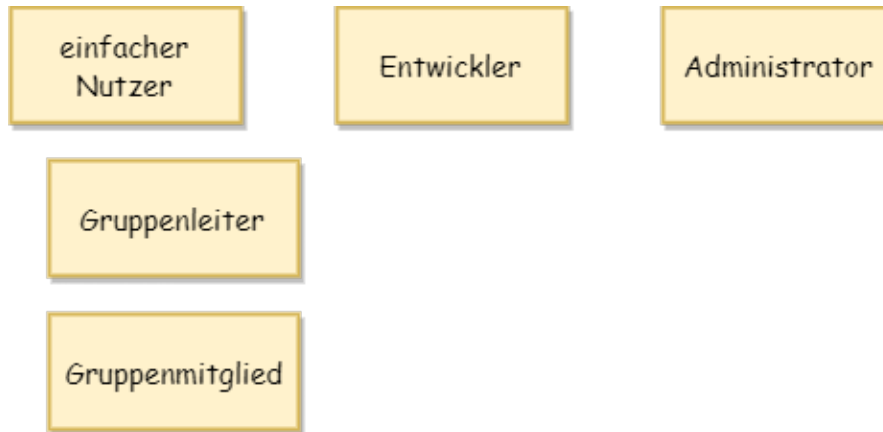 einfacher
Nutzer
Entwickler
Administrator
Gruppenleiter
Gruppenmitglied